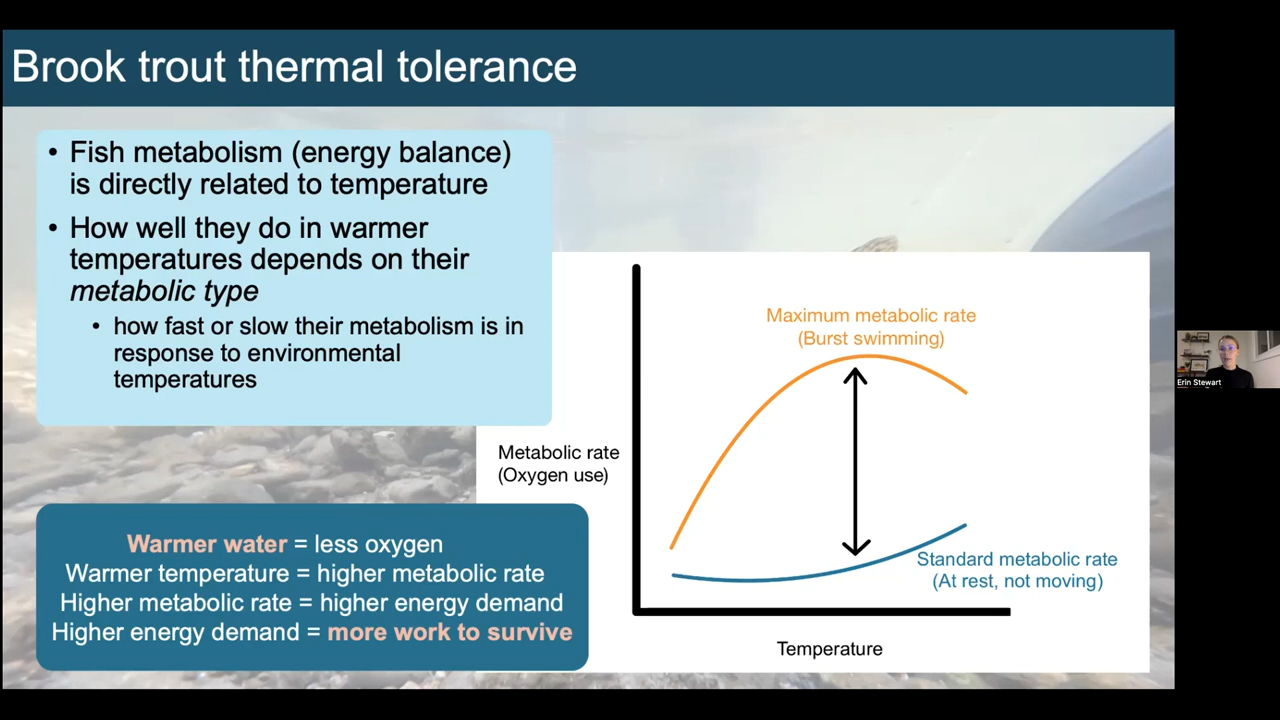 Brook trout thermal tolerance
• Fish metabolism (energy balance)
is directly related to temperature
• How well they do in warmer
temperatures depends on their
metabolic type
• how fast or slow their metabolism is in
response to environmental
temperatures
Warmer water = less oxygen
Warmer temperature = higher metabolic rate
Higher metabolic rate = higher energy demand
Higher energy demand = more work to survive
Maximum metabolic rate
(Burst swimming)
Metabolic rate
(Oxygen use)
Standard metabolic rate
(At rest, not moving)
Temperature
Erin Stewart